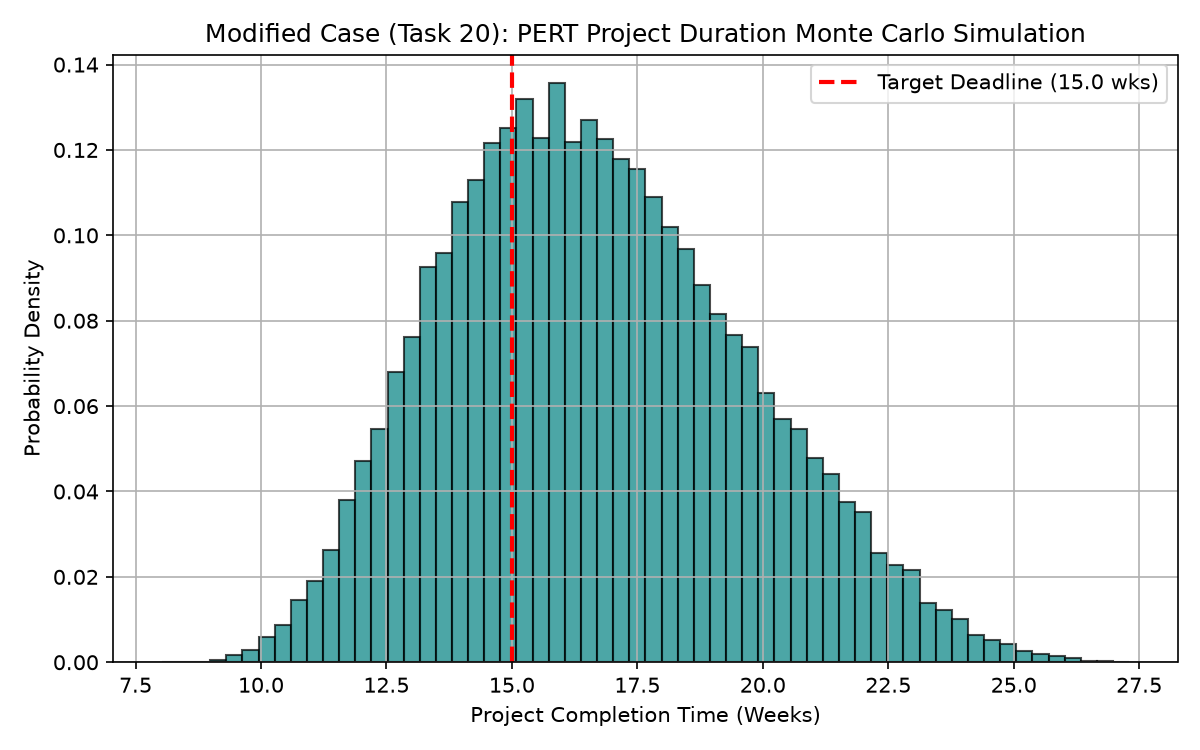 Modified Case (Task 20): PERT Project Duration Monte Carlo Simulation
Target Deadline (15.0 wks)
Probability Density
0.14
0.12
0.10
0.08
0.06
0.04
0.02
0.00
7.5 10.0 12.5 15.0 17.5 20.0 22.5 25.0 27.5
Project Completion Time (Weeks)